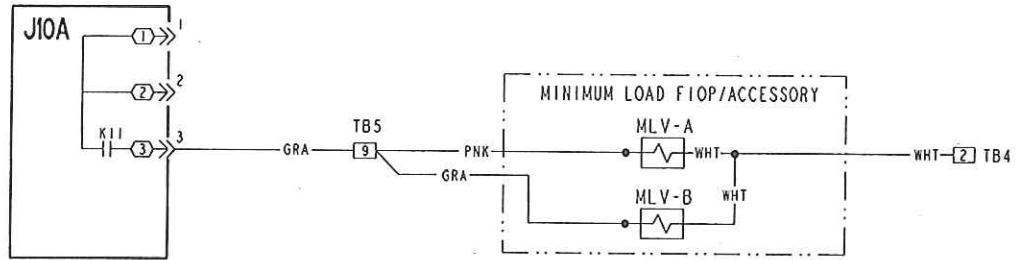 J10A
1 1
2 2
K11 3 3
GRA
TB5
9
PNK
GRA
MINIMUM LOAD FIOP/ACCESSORY
MLV-A
WHT
MLV-B
WHT
WHT 2 TB4